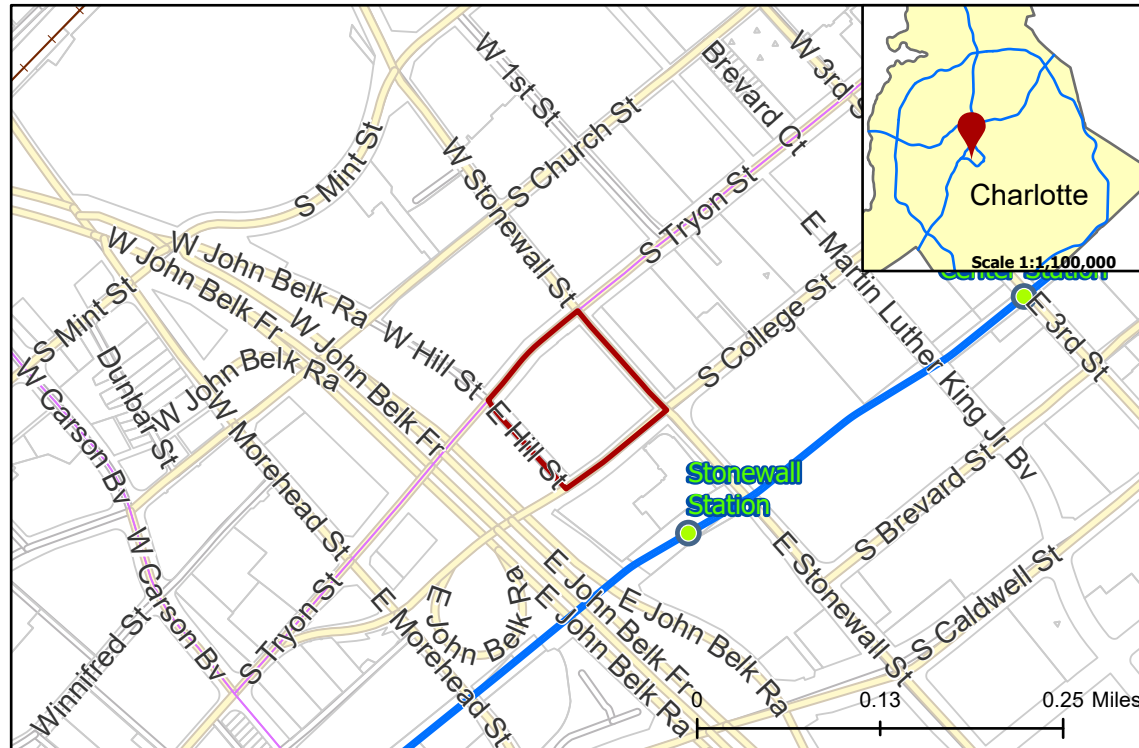 W 1st St
W 3rd S
Brevard Ct
S Church St
W Stonewall St
S Mint St
S Tryon St
Charlotte
Scale 1:1,100,000
Center Station
E Martin Luther King Jr Bv
E 3rd St
S College St
W John Belk Ra
W John Belk Fr
S Mint St
W Hill St
W John Belk Fr
Dunbar St
W John Belk Ra
W Carson Bv
W Morehead St
E Hill St
Stonewall
Station
S Brevard St
W Carson Bv
E Stonewall St
S Caldwell St
E John Belk Ra
E John Belk Fr
E John Belk Ra
E John Belk Ra
S Tryon St
E Morehead St
Winnifred St
0
0.13
0.25 Miles